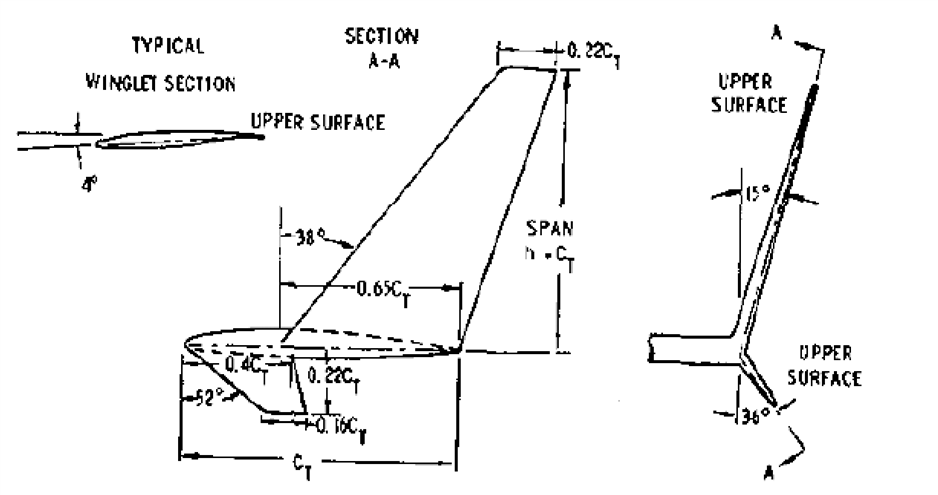 TYPICAL
WINGLET SECTION
UPPER SURFACE
4°
SECTION
A-A
0.22C_T
38°
SPAN
h = C_T
0.65C_T
0.4C_T
0.22C_T
52°
0.16C_T
C_T
A
UPPER
SURFACE
15°
UPPER
SURFACE
36°
A